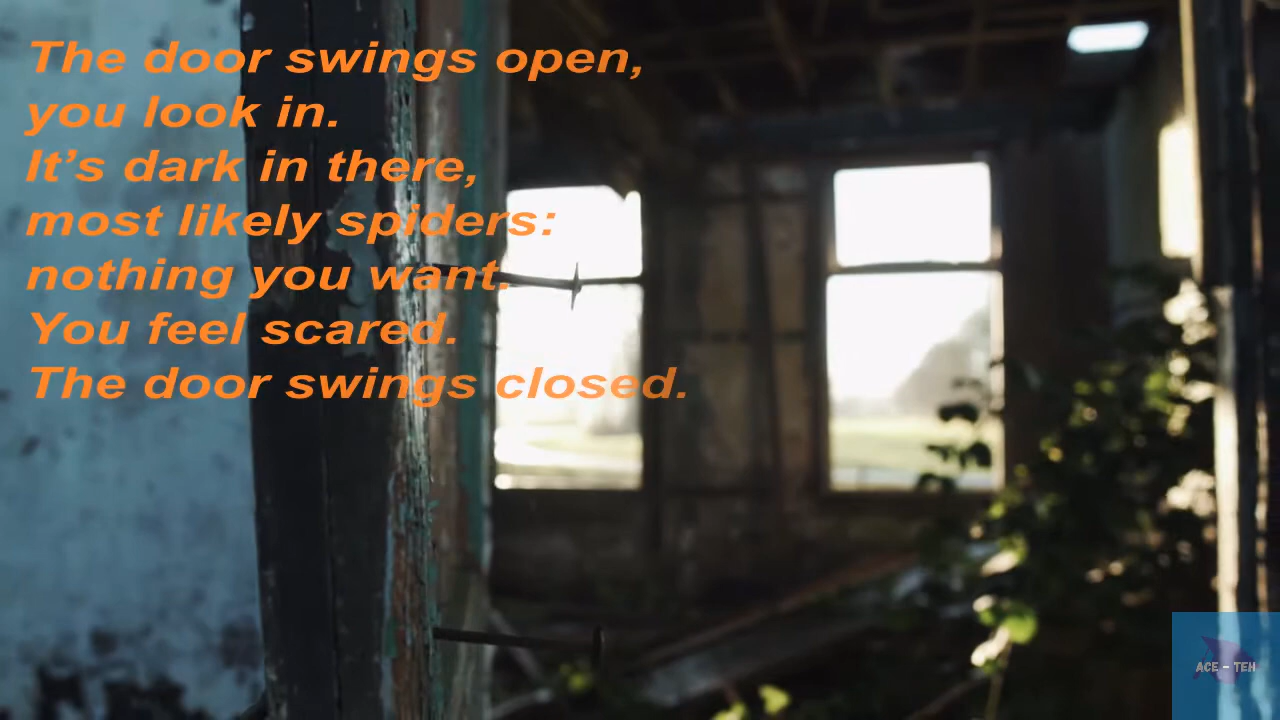 The door swings open,
you look in.
It’s dark in there,
most likely spiders:
nothing you want.
You feel scared.
The door swings closed.
ACE - TEH